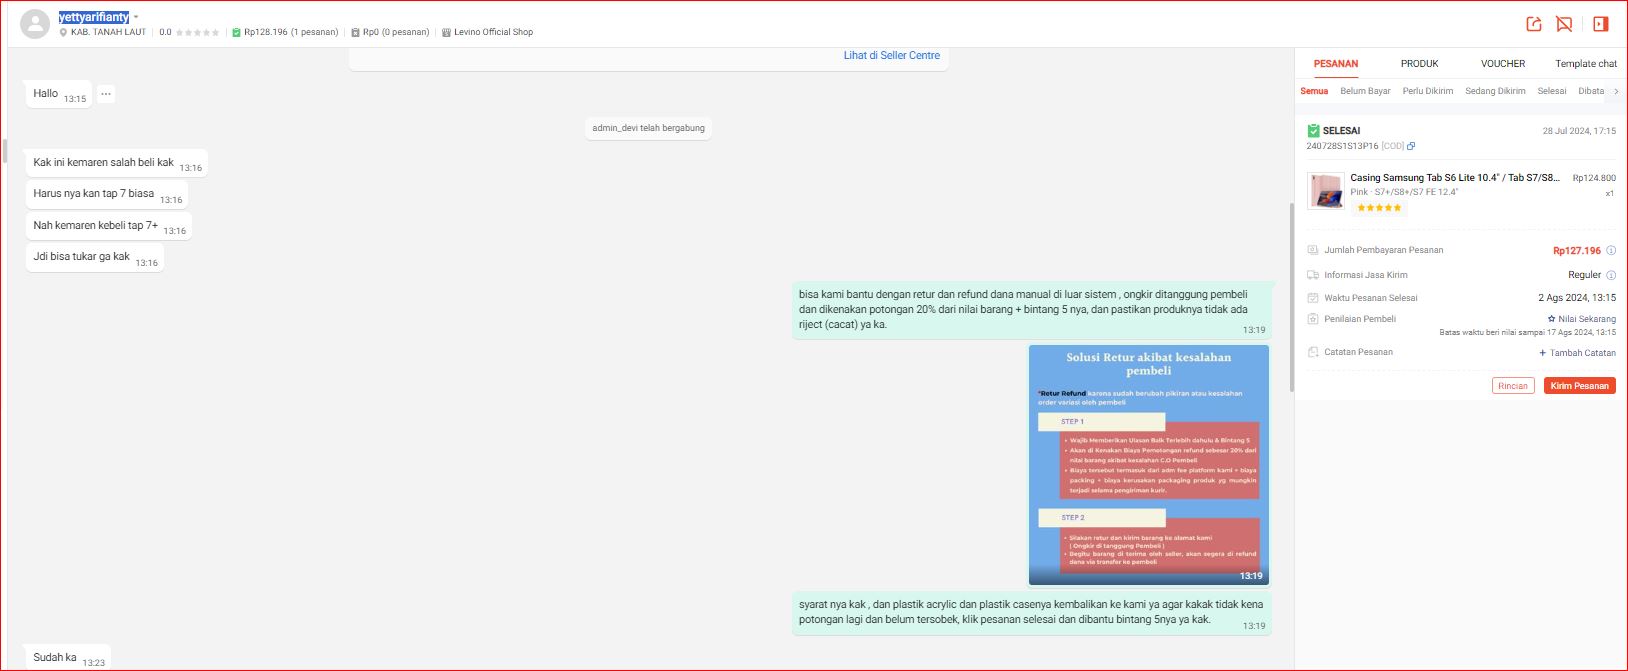 yettyarifianty
KAB. TANAH LAUT
0.0
Rp128.196 (1 pesanan)
Rp0 (0 pesanan)
Levino Official Shop
Lihat di Seller Centre
Hallo 13:15
...
admin_devi telah bergabung
Kak ini kemaren salah beli kak 13:16
Harus nya kan tap 7 biasa 13:16
Nah kemaren kebeli tap 7+ 13:16
Jdi bisa tukar ga kak 13:16
bisa kami bantu dengan retur dan refund dana manual di luar sistem , ongkir ditanggung pembeli
dan dikenakan potongan 20% dari nilai barang + bintang 5 nya, dan pastikan produknya tidak ada
riject (cacat) ya ka.
13:19
Solusi Retur akibat kesalahan
pembeli
*Retur Refund karena sudah berubah pikiran atau kesalahan
order variasi oleh pembeli
STEP 1
• Wajib Memberikan Ulasan Baik Terlebih dahulu & Bintang 5
• Akan di Kenakan Biaya Pemotangan refund sebesar 20% dari
nilai barang akibat kesalahan C.O Pembeli
• Biaya tersebut termasuk dari adm fee platform kami + biaya
packing + biaya kerusakan packaging produk yg mungkin
terjadi selama pengiriman kurir.
STEP 2
• Silakan retur dan kirim barang ke alamat kami
( Ongkir di tanggung Pembeli )
• Begitu barang di terima oleh seller, akan segera di refund
dana via transfer ke pembeli
13:19
syarat nya kak , dan plastik acrylic dan plastik casenya kembalikan ke kami ya agar kakak tidak kena
potongan lagi dan belum tersobek, klik pesanan selesai dan dibantu bintang 5nya ya kak.
13:19
Sudah ka 13:23
PESANAN
PRODUK
VOUCHER
Template chat
Semua
Belum Bayar
Perlu Dikirim
Sedang Dikirim
Selesai
Dibata
SELESAI
28 Jul 2024, 17:15
240728S1S13P16 [COD]
Casing Samsung Tab S6 Lite 10.4" / Tab S7/S8...
Rp124.800
Pink - S7+/S8+/S7 FE 12.4"
x1
Jumlah Pembayaran Pesanan
Rp127.196
Informasi Jasa Kirim
Reguler
Waktu Pesanan Selesai
2 Ags 2024, 13:15
Penilaian Pembeli
Nilai Sekarang
Batas waktu beri nilai sampai 17 Ags 2024, 13:15
Catatan Pesanan
+ Tambah Catatan
Rincian
Kirim Pesanan